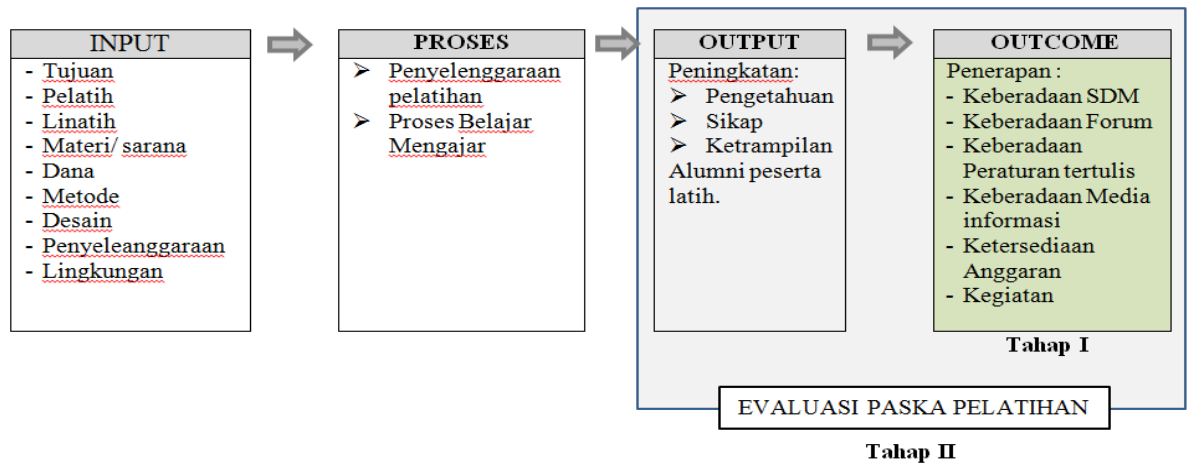 INPUT
- Tujuan
- Pelatih
- Linatih
- Materi/ sarana
- Dana
- Metode
- Desain
- Penyeleanggaraan
- Lingkungan
PROSES
➢ Penyelenggaraan
pelatihan
➢ Proses Belajar
Mengajar
OUTPUT
Peningkatan:
➢ Pengetahuan
➢ Sikap
➢ Ketrampilan
Alumni peserta
latih.
OUTCOME
Penerapan :
- Keberadaan SDM
- Keberadaan Forum
- Keberadaan
Peraturan tertulis
- Keberadaan Media
informasi
- Ketersediaan
Anggaran
- Kegiatan
Tahap I
EVALUASI PASKA PELATIHAN
Tahap II